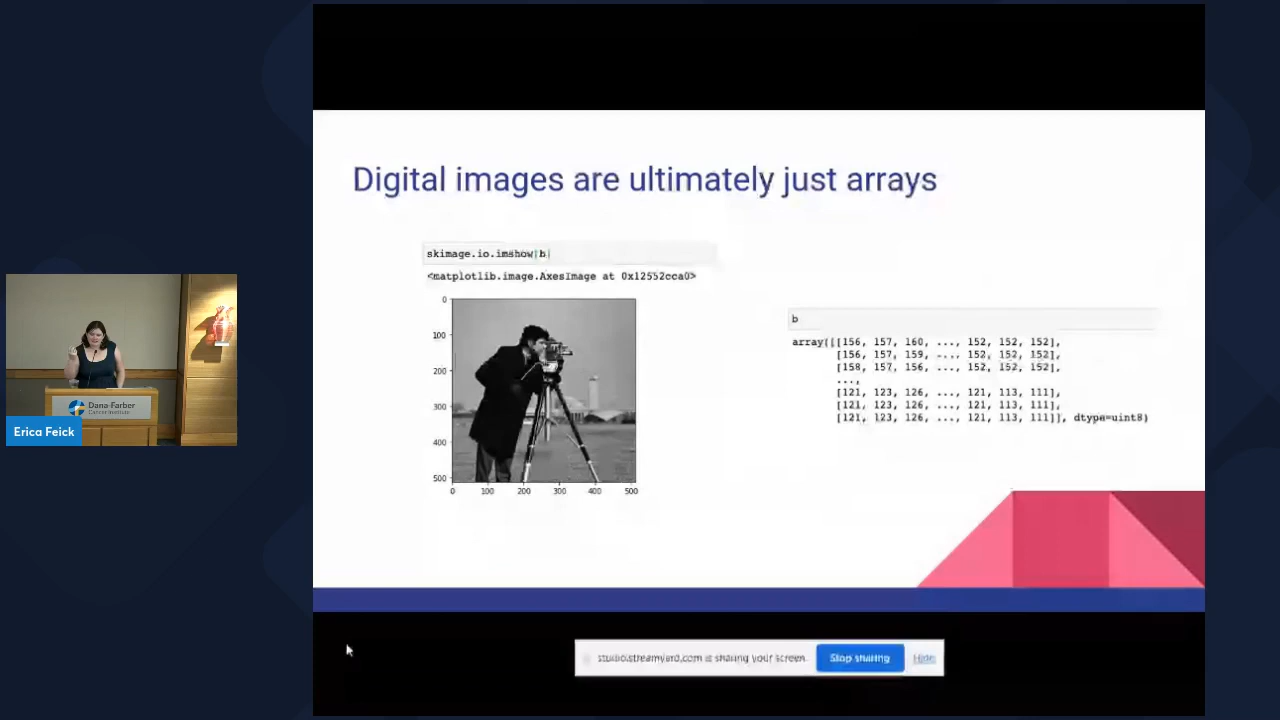 Digital images are ultimately just arrays
skimage.io.imshow(b)
<matplotlib.image.AxesImage at 0x12552cca0>
0
100
200
300
400
500
0 100 200 300 400 500
b
array([[156, 157, 160, ..., 152, 152, 152],
[156, 157, 159, ..., 152, 152, 152],
[158, 157, 156, ..., 152, 152, 152],
...,
[121, 123, 126, ..., 121, 113, 111],
[121, 123, 126, ..., 121, 113, 111],
[121, 123, 126, ..., 121, 113, 111]], dtype=uint8)
Dana-Farber
Cancer Institute
Erica Feick
studio.streamyard.com is sharing your screen.
Stop sharing
Hide